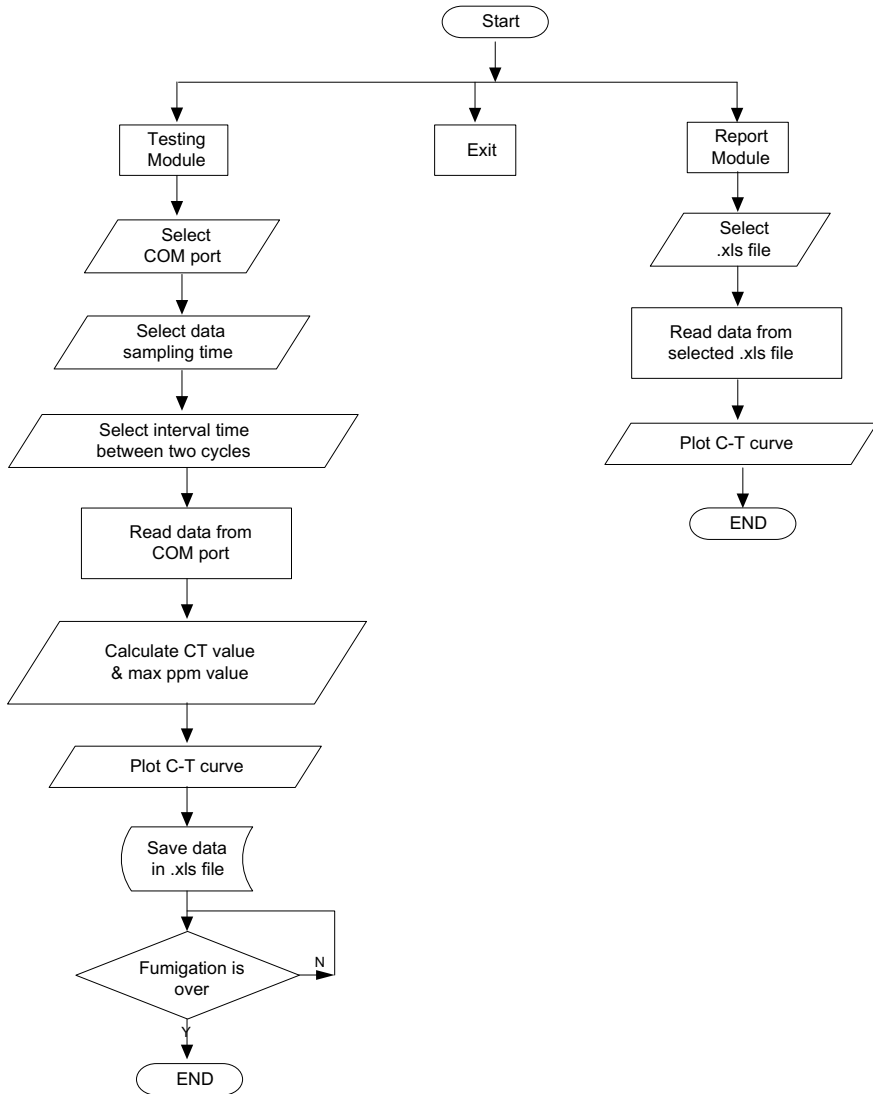 Start
Testing
Module
Exit
Report
Module
Select
COM port
Select
.xls file
Select data
sampling time
Read data from
selected .xls file
Select interval time
between two cycles
Plot C-T curve
Read data from
COM port
END
Calculate CT value
& max ppm value
Plot C-T curve
Save data
in .xls file
Fumigation is
over
N
Y
END